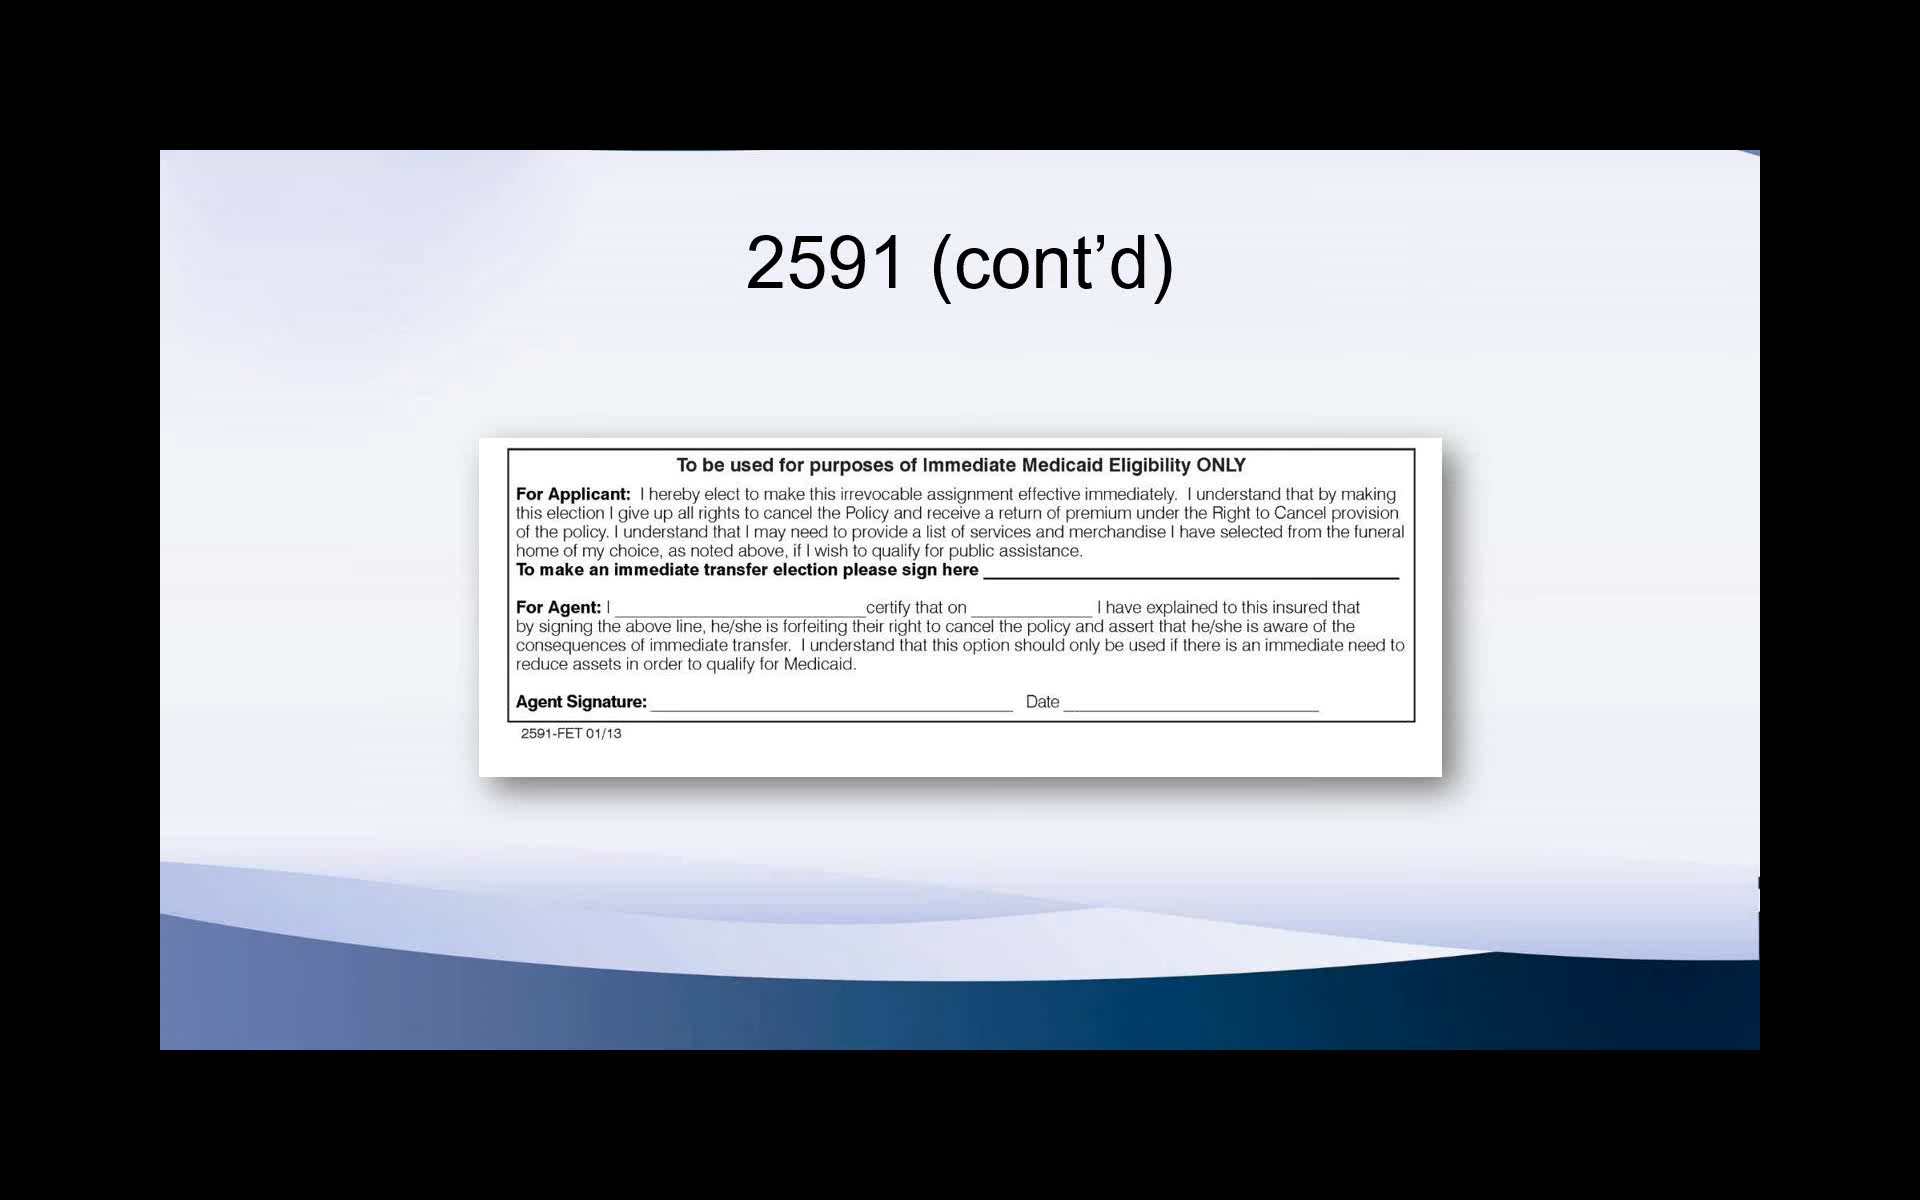 2591 (cont’d)
To be used for purposes of Immediate Medicaid Eligibility ONLY
For Applicant: I hereby elect to make this irrevocable assignment effective immediately. I understand that by making
this election I give up all rights to cancel the Policy and receive a return of premium under the Right to Cancel provision
of the policy. I understand that I may need to provide a list of services and merchandise I have selected from the funeral
home of my choice, as noted above, if I wish to qualify for public assistance.
To make an immediate transfer election please sign here
For Agent: I ____________________ certify that on ____________ I have explained to this insured that
by signing the above line, he/she is forfeiting their right to cancel the policy and assert that he/she is aware of the
consequences of immediate transfer. I understand that this option should only be used if there is an immediate need to
reduce assets in order to qualify for Medicaid.
Agent Signature: ____________________ Date ____________________
2591-FET 01/13